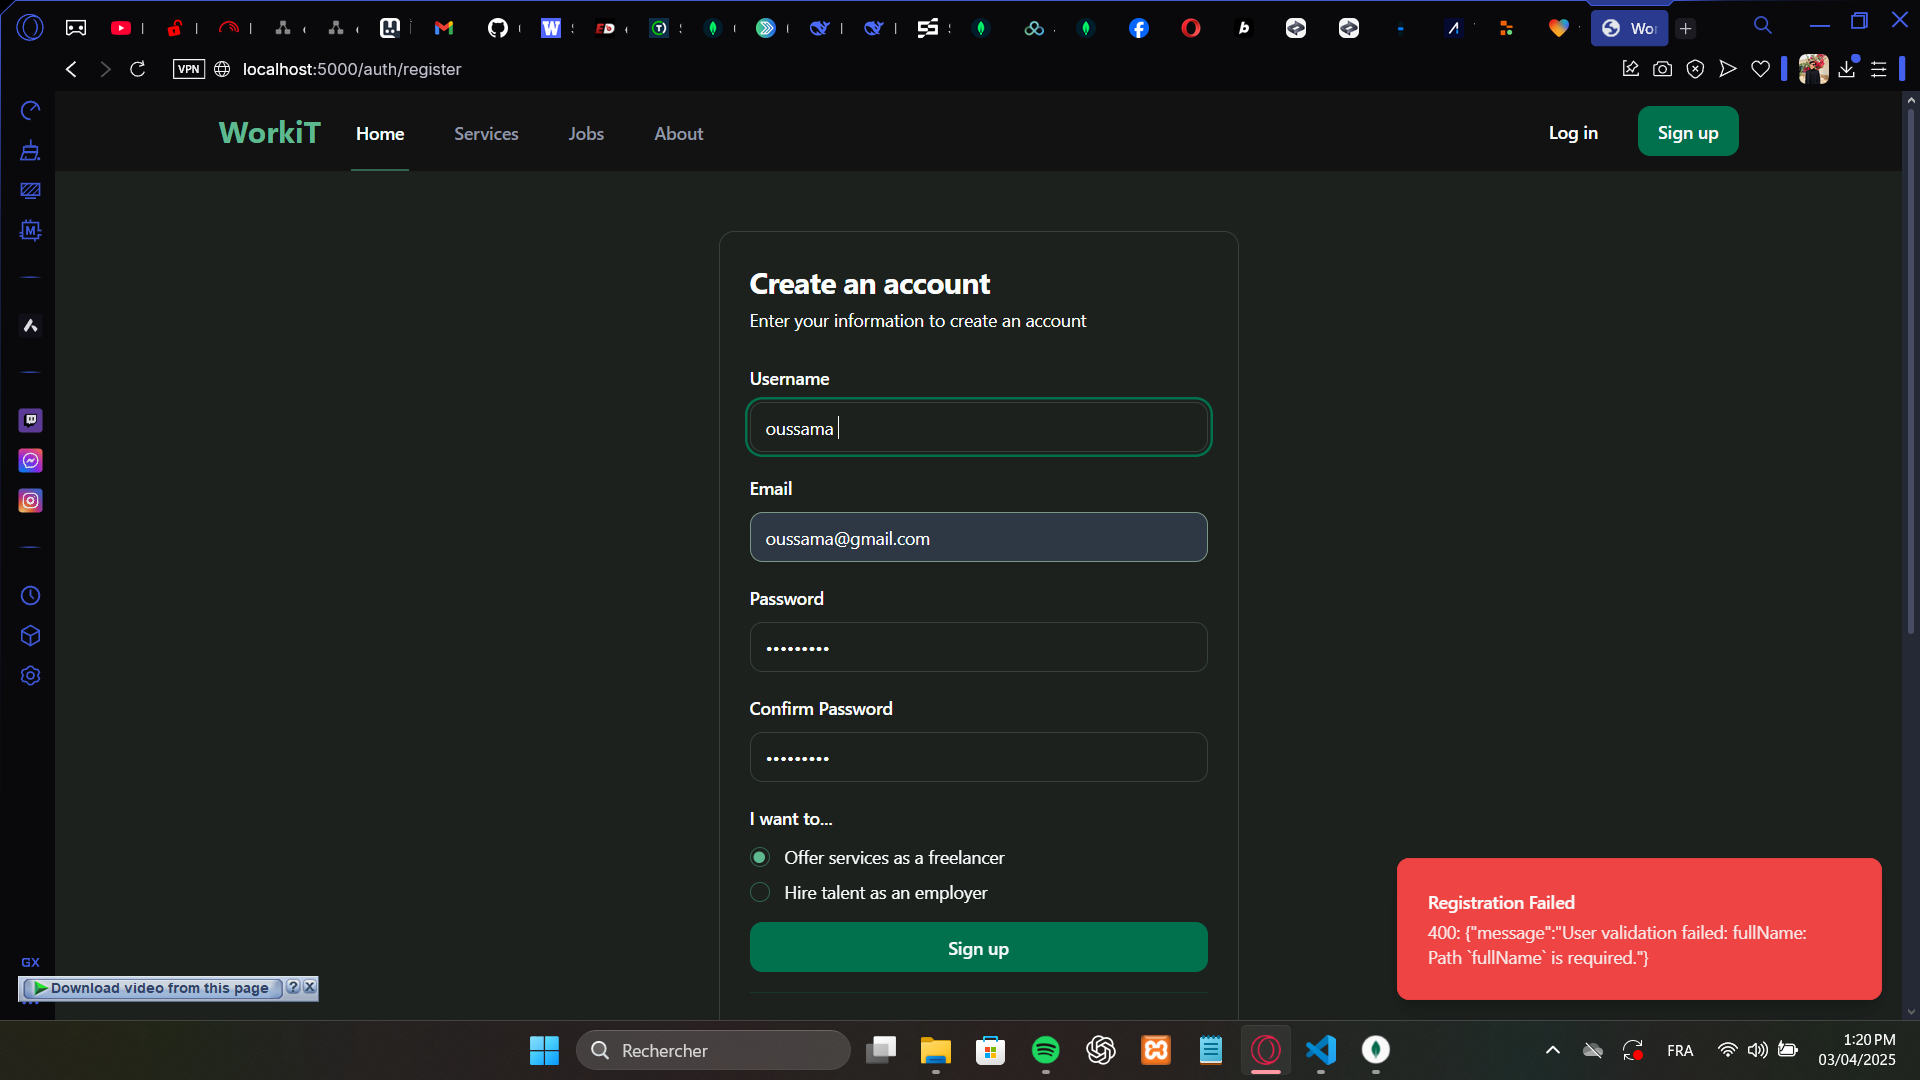 Wo
VPN
localhost:5000/auth/register
WorkiT
Home
Services
Jobs
About
Log in
Sign up
Create an account
Enter your information to create an account
Username
oussama
Email
oussama@gmail.com
Password
•••••••••
Confirm Password
•••••••••
I want to...
Offer services as a freelancer
Hire talent as an employer
Sign up
Registration Failed
400: {"message":"User validation failed: fullName:
Path `fullName` is required."}
GX
Download video from this page
Rechercher
FRA
1:20 PM
03/04/2025